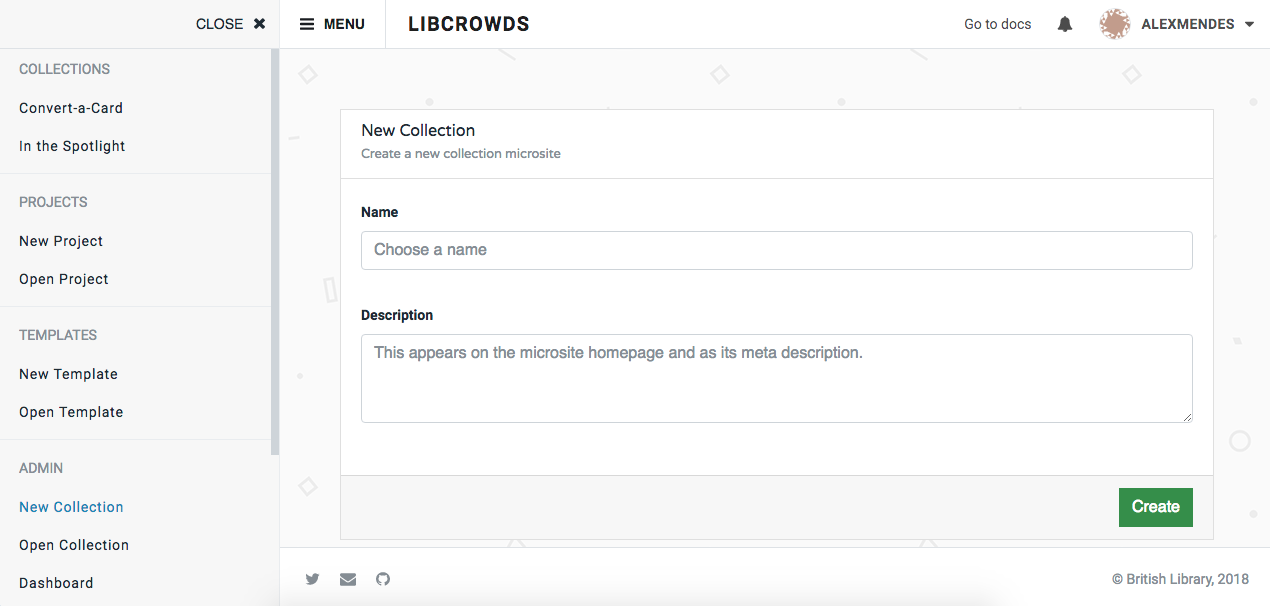 CLOSE
MENU
LIBCROWDS
Go to docs
ALEXMENDES
COLLECTIONS
Convert-a-Card
In the Spotlight
PROJECTS
New Project
Open Project
TEMPLATES
New Template
Open Template
ADMIN
New Collection
Open Collection
Dashboard
New Collection
Create a new collection microsite
Name
Choose a name
Description
This appears on the microsite homepage and as its meta description.
Create
© British Library, 2018